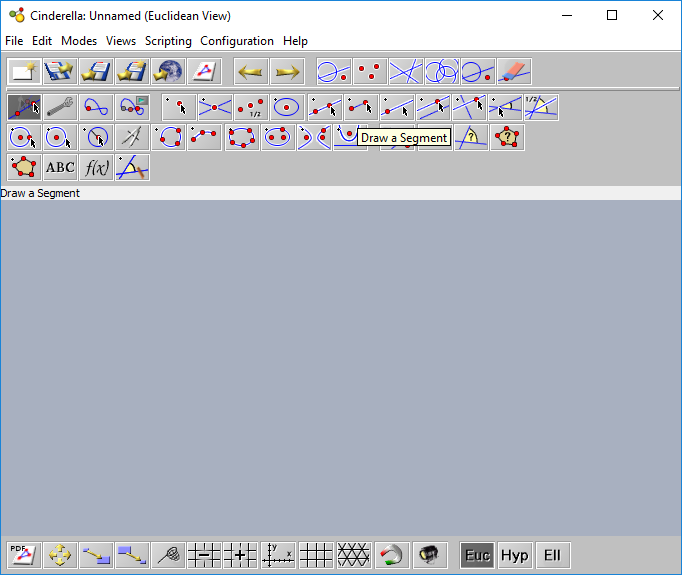 Cinderella: Unnamed (Euclidean View)
File Edit Modes Views Scripting Configuration Help
1/2
1/2
Draw a Segment
?
?
ABC f(x)
Draw a Segment
PDF
y
x
Euc Hyp Ell